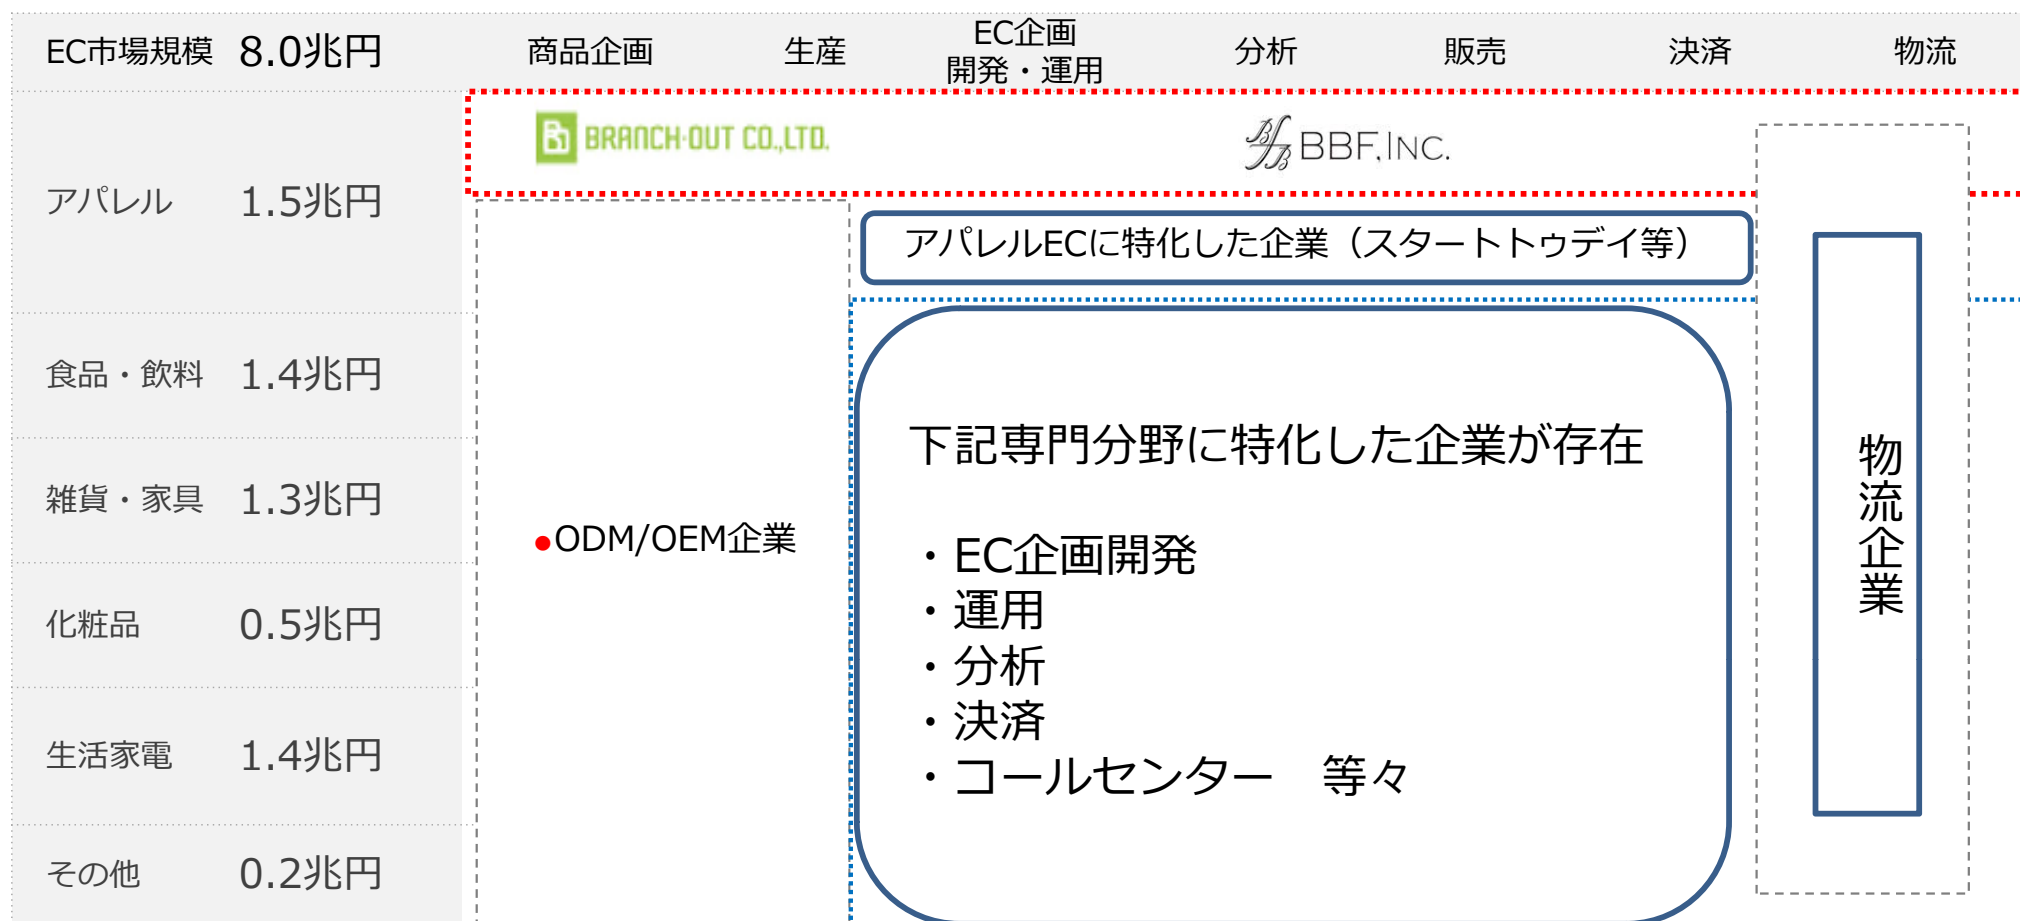 EC市場規模 8.0兆円 商品企画 生産 EC企画 分析 販売 決済 物流
開発・運用
BRANCH·OUT CO.,LTD.
BBF,INC.
アパレル 1.5兆円
アパレルECに特化した企業（スタートトゥデイ等）
食品・飲料 1.4兆円
雑貨・家具 1.3兆円
化粧品 0.5兆円
生活家電 1.4兆円
その他 0.2兆円
●ODM/OEM企業
下記専門分野に特化した企業が存在
・EC企画開発
・運用
・分析
・決済
・コールセンター　等々
物流企業